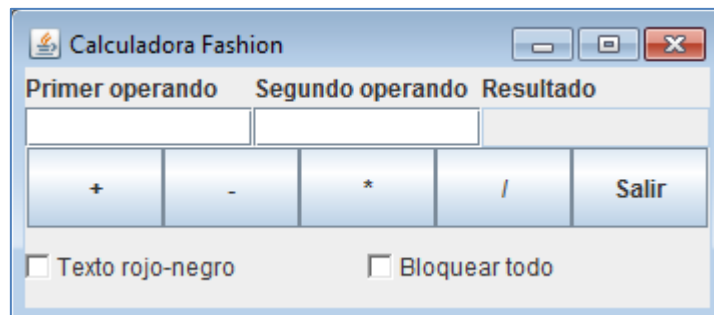 Calculadora Fashion
Primer operando Segundo operando Resultado
+ - * / Salir
Texto rojo-negro Bloquear todo